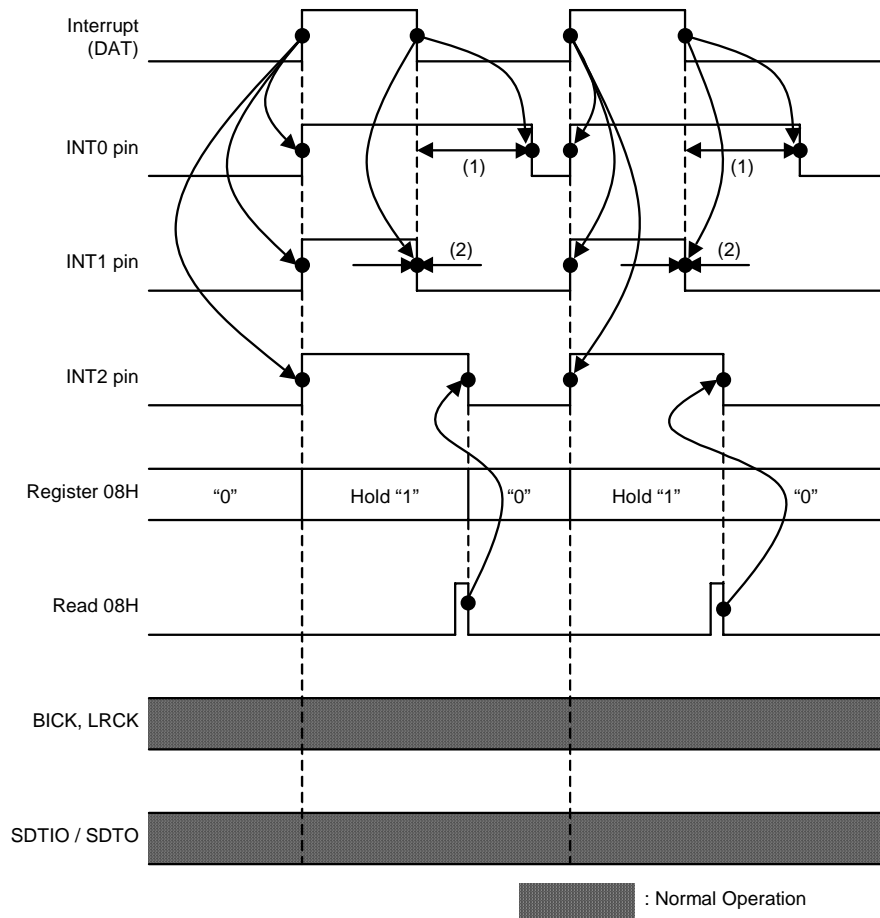 Interrupt
(DAT)
INT0 pin
(1)
(1)
INT1 pin
(2)
(2)
INT2 pin
Register 08H
“0”
Hold “1”
“0”
Hold “1”
“0”
Read 08H
BICK, LRCK
SDTIO / SDTO
: Normal Operation